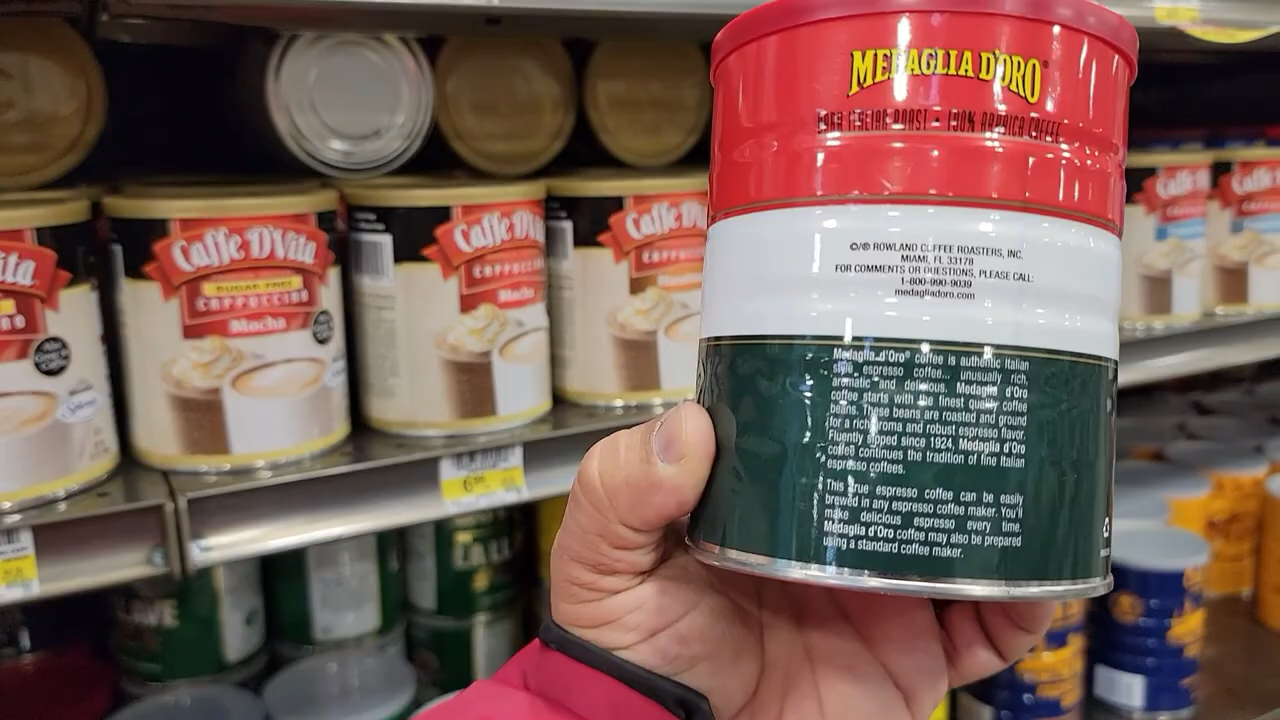 MEDAGLIA D'ORO®
DARK ITALIAN ROAST • 100% ARABICA COFFEE
©/® ROWLAND COFFEE ROASTERS, INC.
MIAMI, FL 33178
FOR COMMENTS OR QUESTIONS, PLEASE CALL:
1-800-990-9039
medagliadoro.com
Medaglia d'Oro® coffee is authentic Italian
style espresso coffee... unusually rich,
aromatic and delicious. Medaglia d'Oro
coffee starts with the finest quality coffee
beans. These beans are roasted and ground
for a rich aroma and robust espresso flavor.
Fluently sipped since 1924, Medaglia d'Oro
coffee continues the tradition of fine Italian
espresso coffees.
This true espresso coffee can be easily
brewed in any espresso coffee maker. You'll
make delicious espresso every time.
Medaglia d'Oro coffee may also be prepared
using a standard coffee maker.
Vita
Caffe D'Vita
SUGAR FREE
CAPPUCCINO
Mocha
Caffe D'Vita
CAPPUCCINO
Mocha
Caffe D'V
CAPPUCC
Caffe
Caffe
Splenda